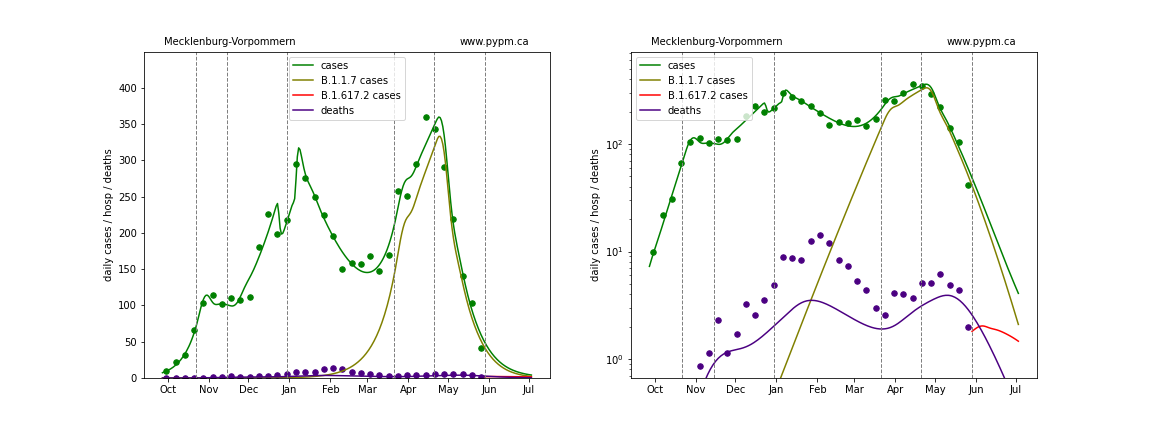 Mecklenburg-Vorpommern www.pypm.ca
cases
B.1.1.7 cases
B.1.617.2 cases
deaths
daily cases / hosp / deaths
400
350
300
250
200
150
100
50
0
Oct Nov Dec Jan Feb Mar Apr May Jun Jul
Mecklenburg-Vorpommern www.pypm.ca
cases
B.1.1.7 cases
B.1.617.2 cases
deaths
daily cases / hosp / deaths
10²
10¹
10⁰
Oct Nov Dec Jan Feb Mar Apr May Jun Jul